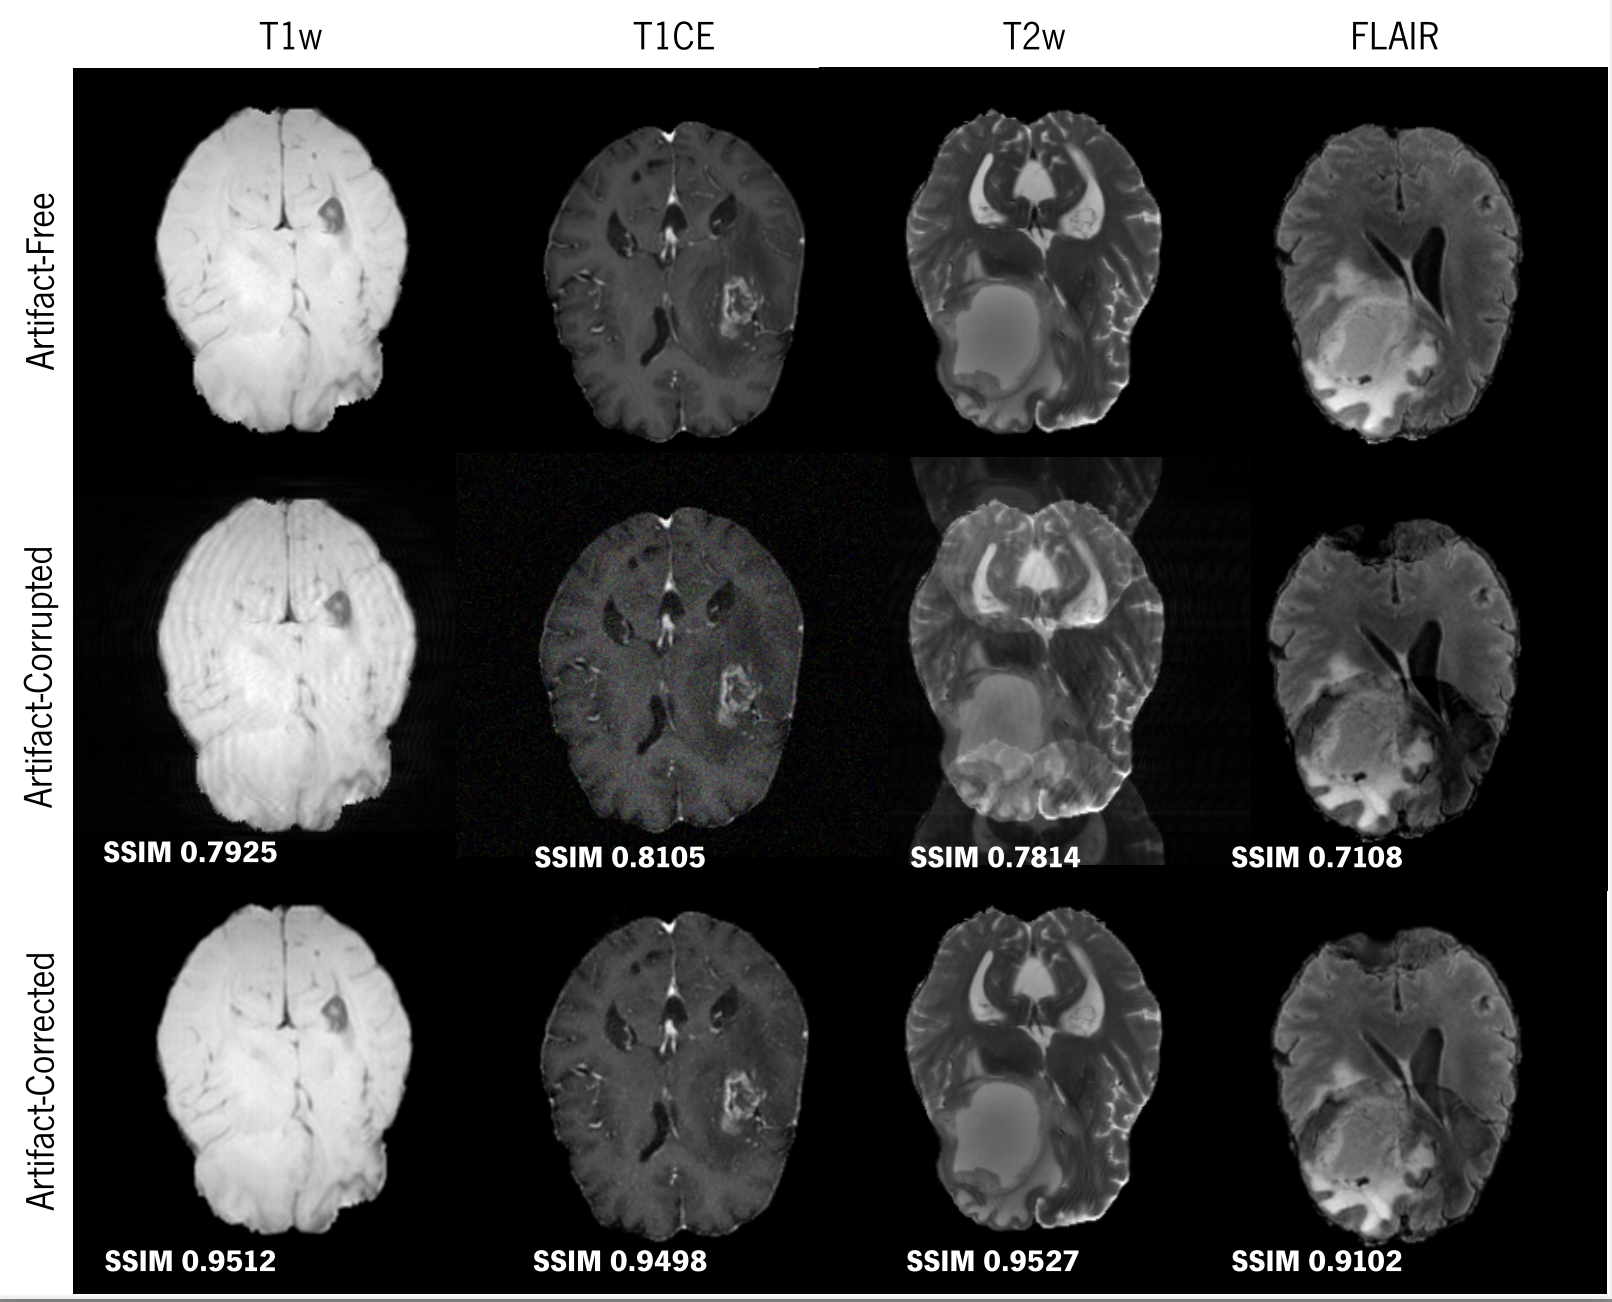 T1w T1CE T2w FLAIR
Artifact-Free
Artifact-Corrupted
SSIM 0.7925 SSIM 0.8105 SSIM 0.7814 SSIM 0.7108
Artifact-Corrected
SSIM 0.9512 SSIM 0.9498 SSIM 0.9527 SSIM 0.9102